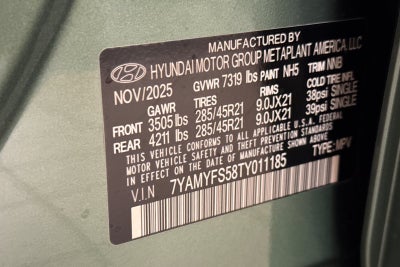 MANUFACTURED BY
HYUNDAI MOTOR GROUP METAPLANT AMERICA, LLC
NOV/2025 GVWR 7319 lbs PAINT NH5 TRIM NNB
GAWR TIRES RIMS COLD TIRE INFL
FRONT 3505 lbs 285/45R21 9.0JX21 38psi SINGLE
REAR 4211 lbs 285/45R21 9.0JX21 39psi SINGLE
THIS VEHICLE CONFORMS TO ALL APPLICABLE U.S.A. FEDERAL
MOTOR VEHICLE SAFETY, BUMPER, AND THEFT PREVENTION
STANDARDS IN EFFECT ON THE DATE OF MANUFACTURE SHOWN ABOVE
V.I.N 7YAMYFS58TY011185 TYPE: MPV